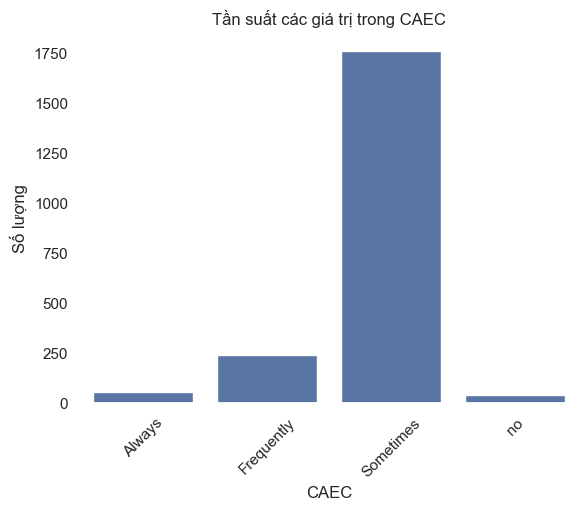 Tần suất các giá trị trong CAEC
Số lượng
1750
1500
1250
1000
750
500
250
0
Always
Frequently
Sometimes
no
CAEC